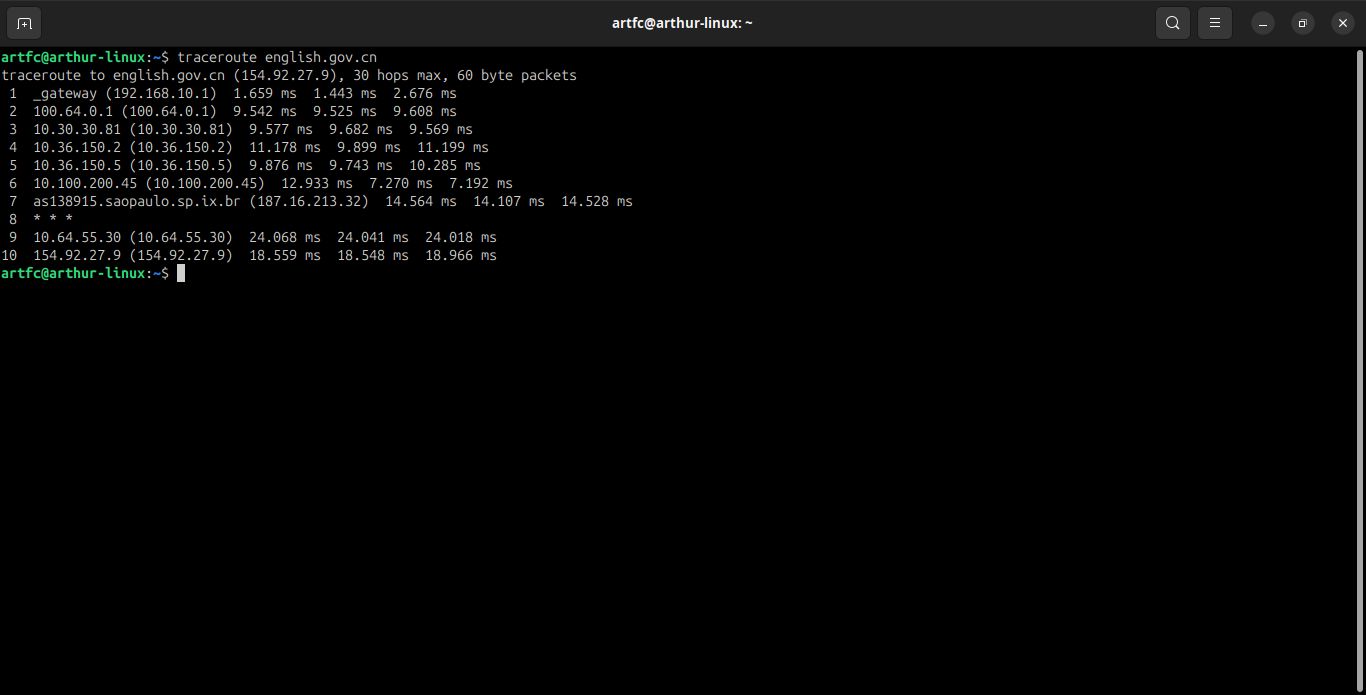 artfc@arthur-linux: ~
artfc@arthur-linux:~$ traceroute english.gov.cn
traceroute to english.gov.cn (154.92.27.9), 30 hops max, 60 byte packets
 1  _gateway (192.168.10.1)  1.659 ms  1.443 ms  2.676 ms
 2  100.64.0.1 (100.64.0.1)  9.542 ms  9.525 ms  9.608 ms
 3  10.30.30.81 (10.30.30.81)  9.577 ms  9.682 ms  9.569 ms
 4  10.36.150.2 (10.36.150.2)  11.178 ms  9.899 ms  11.199 ms
 5  10.36.150.5 (10.36.150.5)  9.876 ms  9.743 ms  10.285 ms
 6  10.100.200.45 (10.100.200.45)  12.933 ms  7.270 ms  7.192 ms
 7  as138915.saopaulo.sp.ix.br (187.16.213.32)  14.564 ms  14.107 ms  14.528 ms
 8  * * *
 9  10.64.55.30 (10.64.55.30)  24.068 ms  24.041 ms  24.018 ms
10  154.92.27.9 (154.92.27.9)  18.559 ms  18.548 ms  18.966 ms
artfc@arthur-linux:~$